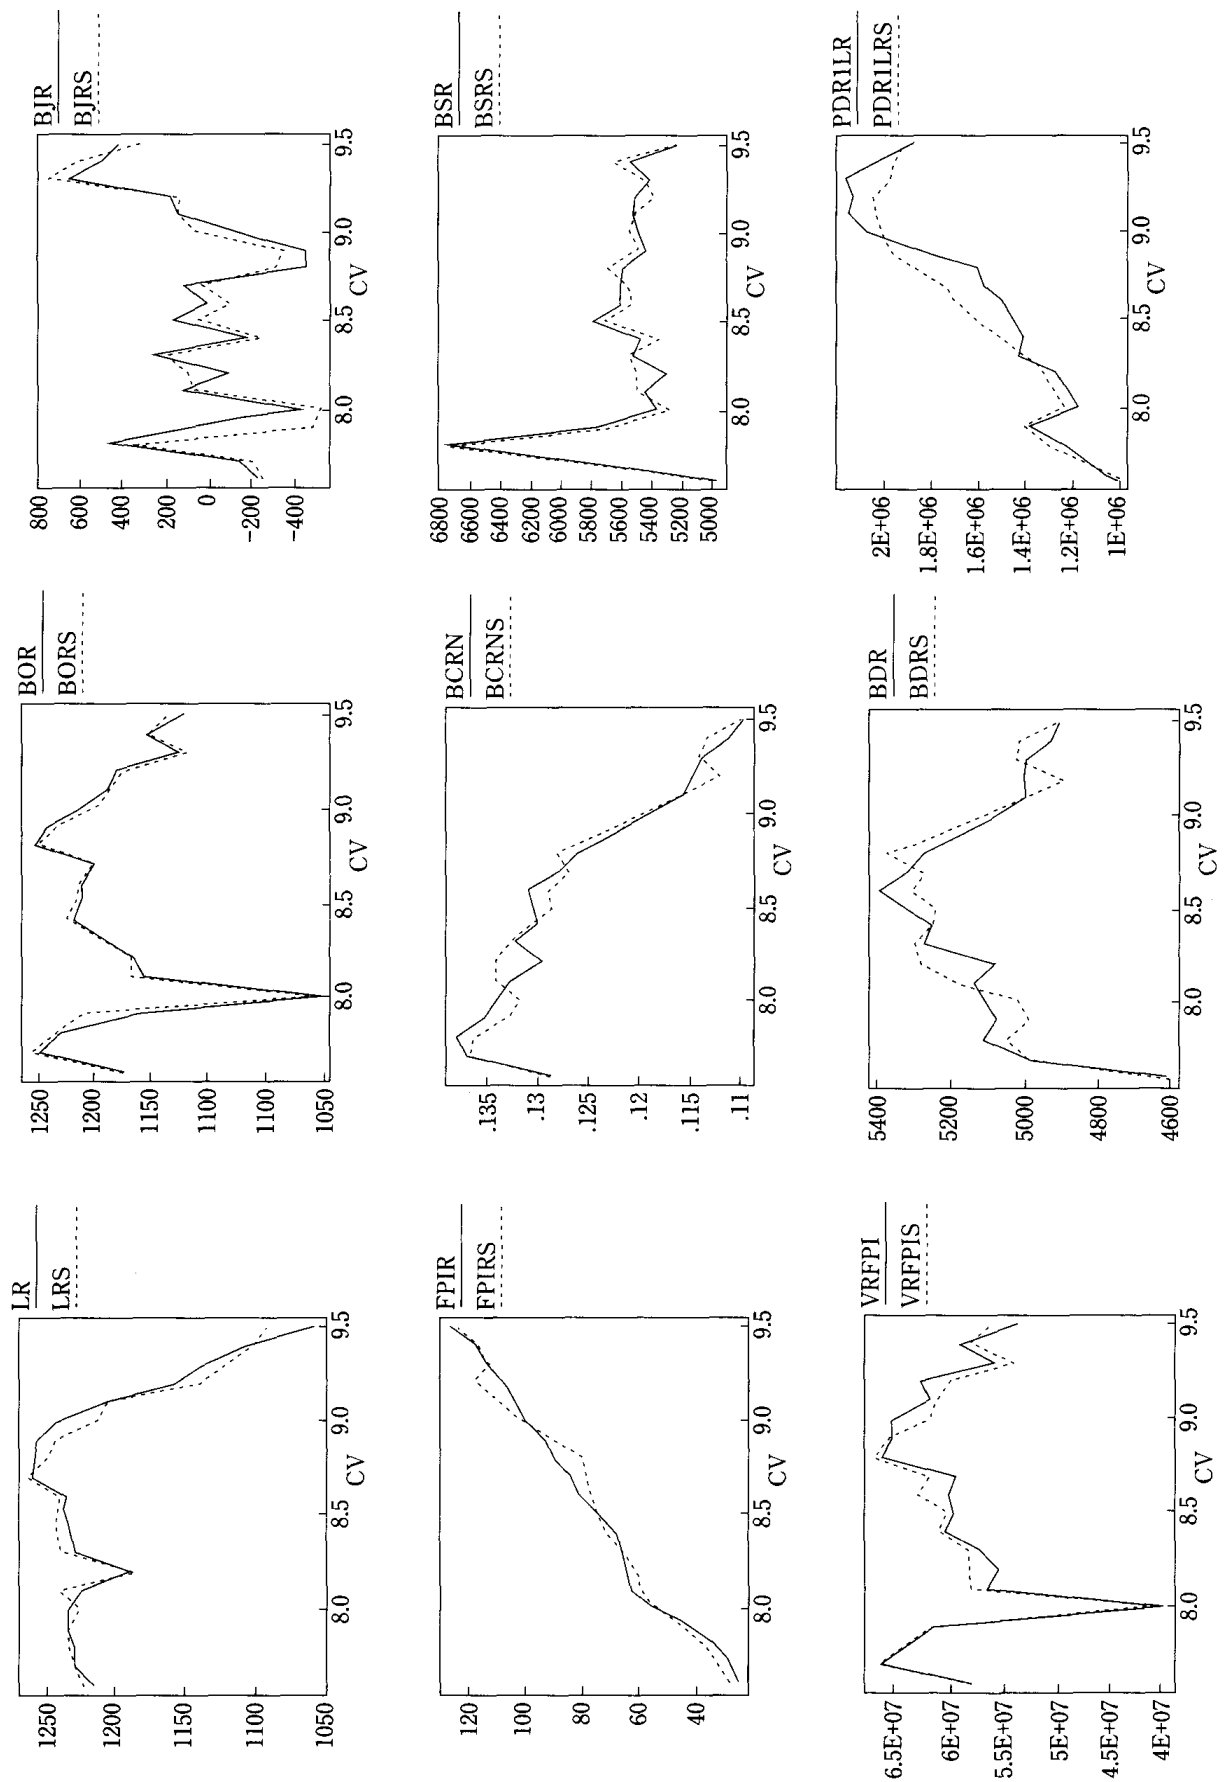 BJR
BJRS
800
600
400
200
0
-200
-400
8.0
8.5
9.0
9.5
CV
BSR
BSRS
6800
6600
6400
6200
6000
5800
5600
5400
5200
5000
8.0
8.5
9.0
9.5
CV
PDR1LR
PDR1LRS
2E+06
1.8E+06
1.6E+06
1.4E+06
1.2E+06
1E+06
8.0
8.5
9.0
9.5
CV
BOR
BORS
1250
1200
1150
1100
1100
1050
8.0
8.5
9.0
9.5
CV
BCRN
BCRNS
.135
.13
.125
.12
.115
.11
8.0
8.5
9.0
9.5
CV
BDR
BDRS
5400
5200
5000
4800
4600
8.0
8.5
9.0
9.5
CV
LR
LRS
1250
1200
1150
1100
1050
8.0
8.5
9.0
9.5
CV
FPIR
FPIRS
120
100
80
60
40
8.0
8.5
9.0
9.5
CV
VRFPI
VRFPIS
6.5E+07
6E+07
5.5E+07
5E+07
4.5E+07
4E+07
8.0
8.5
9.0
9.5
CV